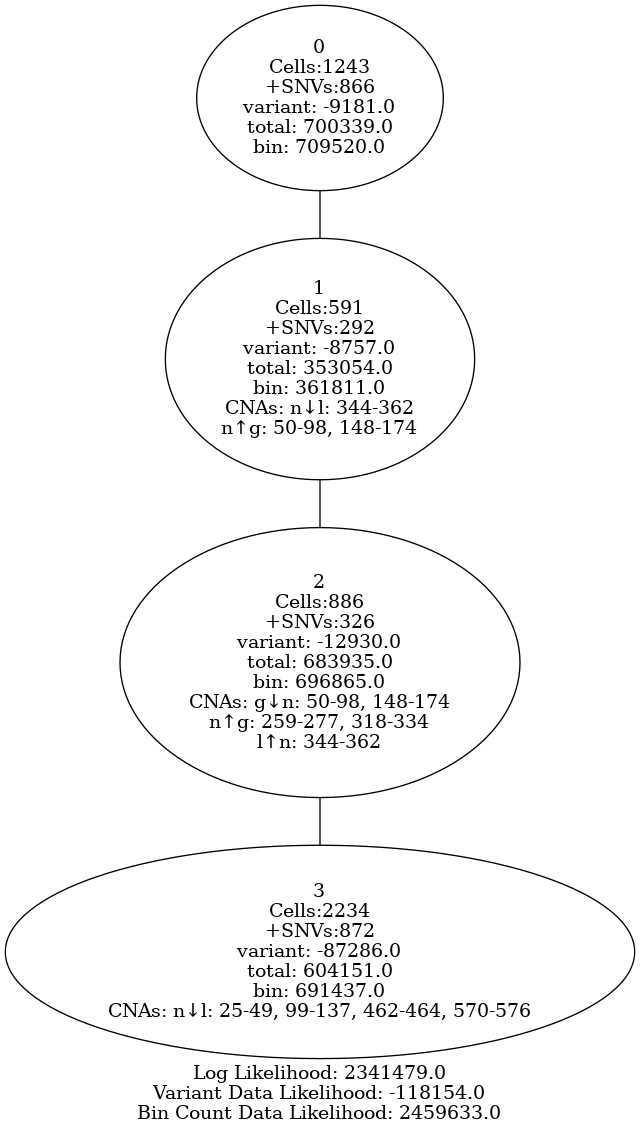 0
Cells:1243
+SNVs:866
variant: -9181.0
total: 700339.0
bin: 709520.0
1
Cells:591
+SNVs:292
variant: -8757.0
total: 353054.0
bin: 361811.0
CNAs: n↓l: 344-362
n↑g: 50-98, 148-174
2
Cells:886
+SNVs:326
variant: -12930.0
total: 683935.0
bin: 696865.0
CNAs: g↓n: 50-98, 148-174
n↑g: 259-277, 318-334
l↑n: 344-362
3
Cells:2234
+SNVs:872
variant: -87286.0
total: 604151.0
bin: 691437.0
CNAs: n↓l: 25-49, 99-137, 462-464, 570-576
Log Likelihood: 2341479.0
Variant Data Likelihood: -118154.0
Bin Count Data Likelihood: 2459633.0